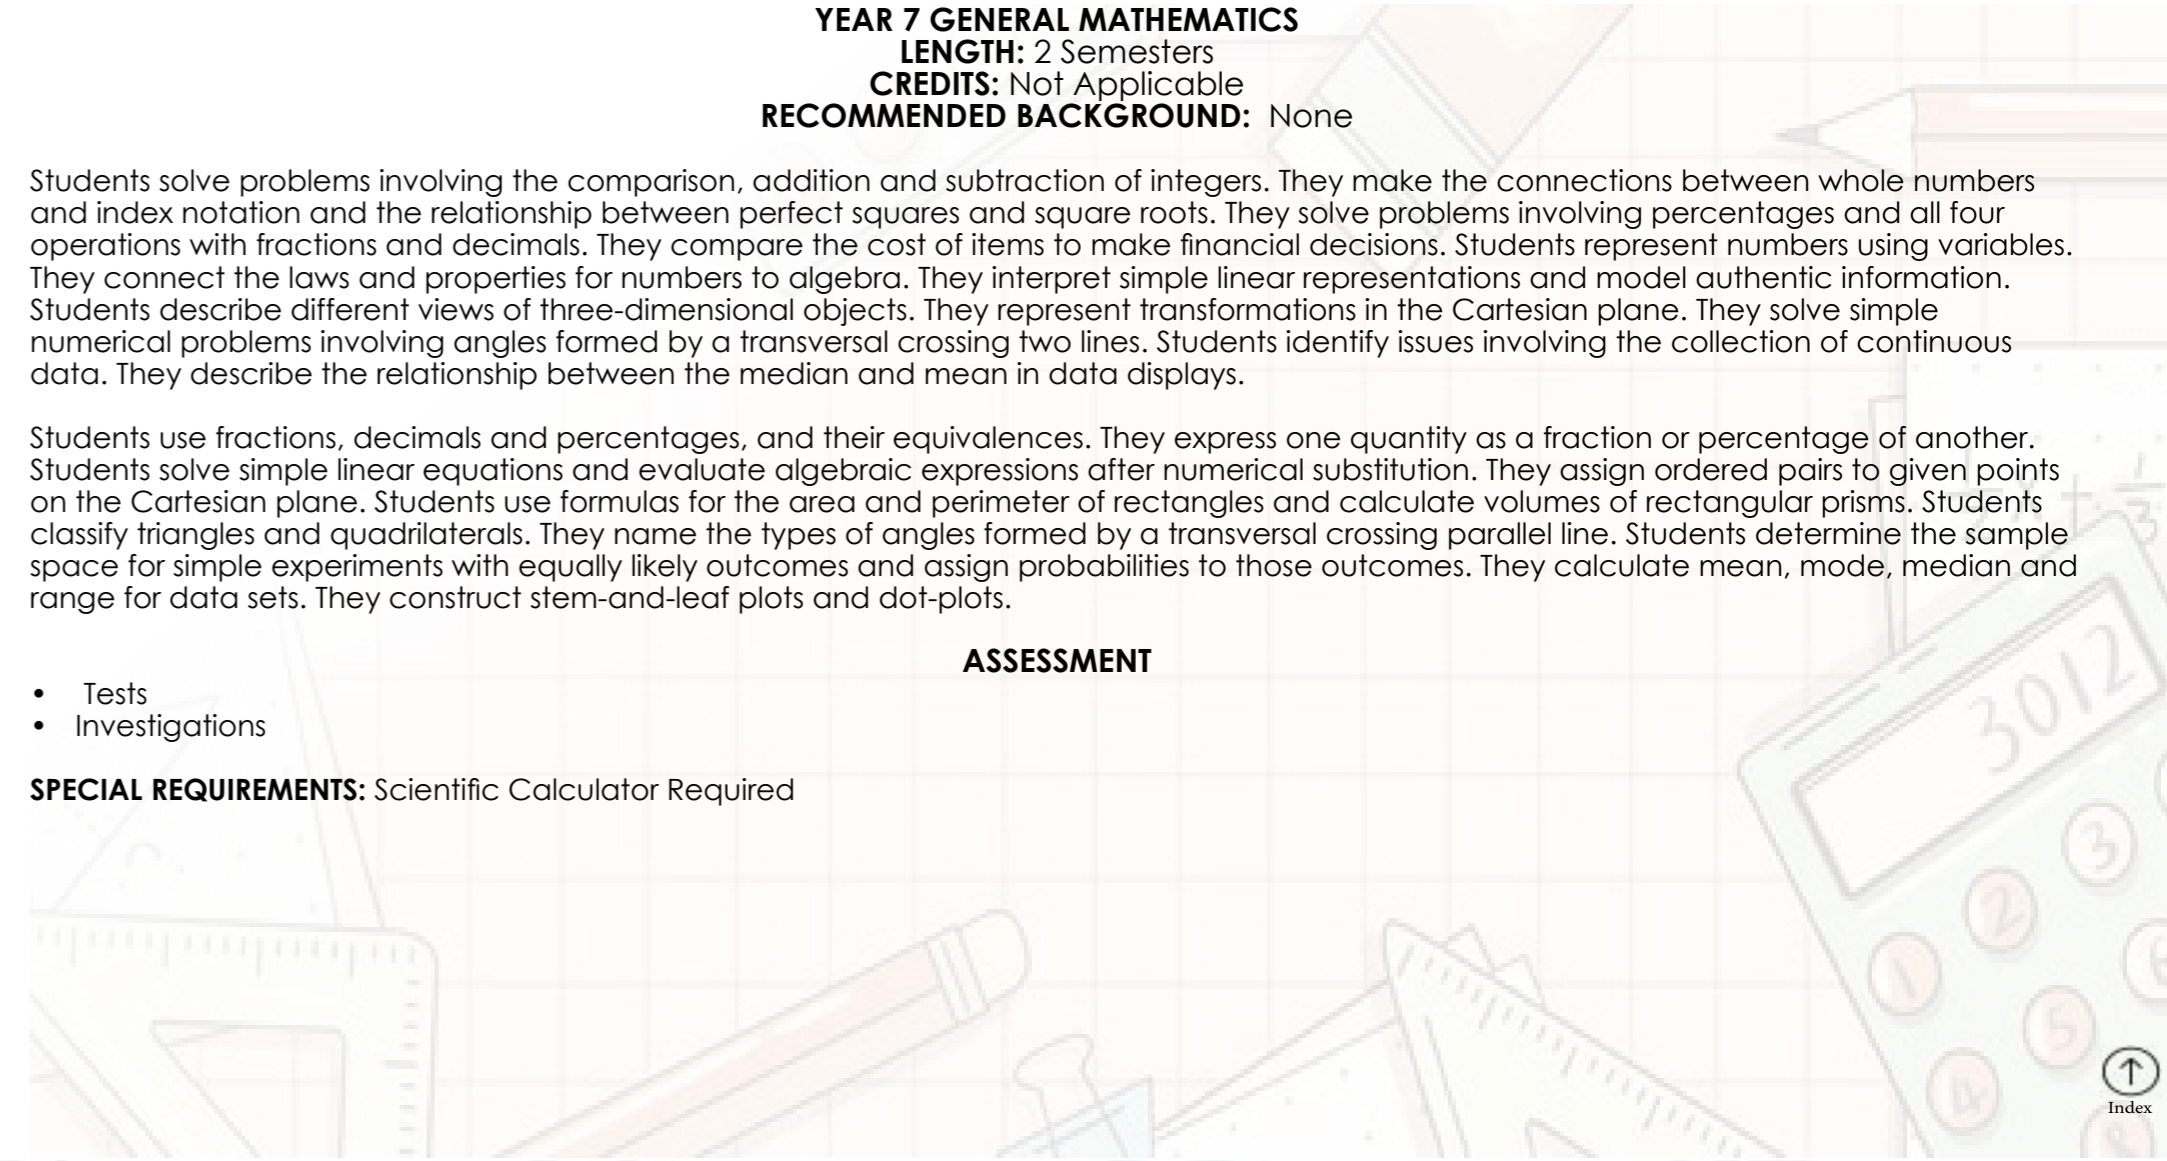 YEAR 7 GENERAL MATHEMATICS
LENGTH: 2 Semesters
CREDITS: Not Applicable
RECOMMENDED BACKGROUND: None
Students solve problems involving the comparison, addition and subtraction of integers. They make the connections between whole numbers
and index notation and the relationship between perfect squares and square roots. They solve problems involving percentages and all four
operations with fractions and decimals. They compare the cost of items to make financial decisions. Students represent numbers using variables.
They connect the laws and properties for numbers to algebra. They interpret simple linear representations and model authentic information.
Students describe different views of three-dimensional objects. They represent transformations in the Cartesian plane. They solve simple
numerical problems involving angles formed by a transversal crossing two lines. Students identify issues involving the collection of continuous
data. They describe the relationship between the median and mean in data displays.
Students use fractions, decimals and percentages, and their equivalences. They express one quantity as a fraction or percentage of another.
Students solve simple linear equations and evaluate algebraic expressions after numerical substitution. They assign ordered pairs to given points
on the Cartesian plane. Students use formulas for the area and perimeter of rectangles and calculate volumes of rectangular prisms. Students
classify triangles and quadrilaterals. They name the types of angles formed by a transversal crossing parallel line. Students determine the sample
space for simple experiments with equally likely outcomes and assign probabilities to those outcomes. They calculate mean, mode, median and
range for data sets. They construct stem-and-leaf plots and dot-plots.
ASSESSMENT
• Tests
• Investigations
SPECIAL REQUIREMENTS: Scientific Calculator Required
3012
3
2
6
1
5
4
8
Index